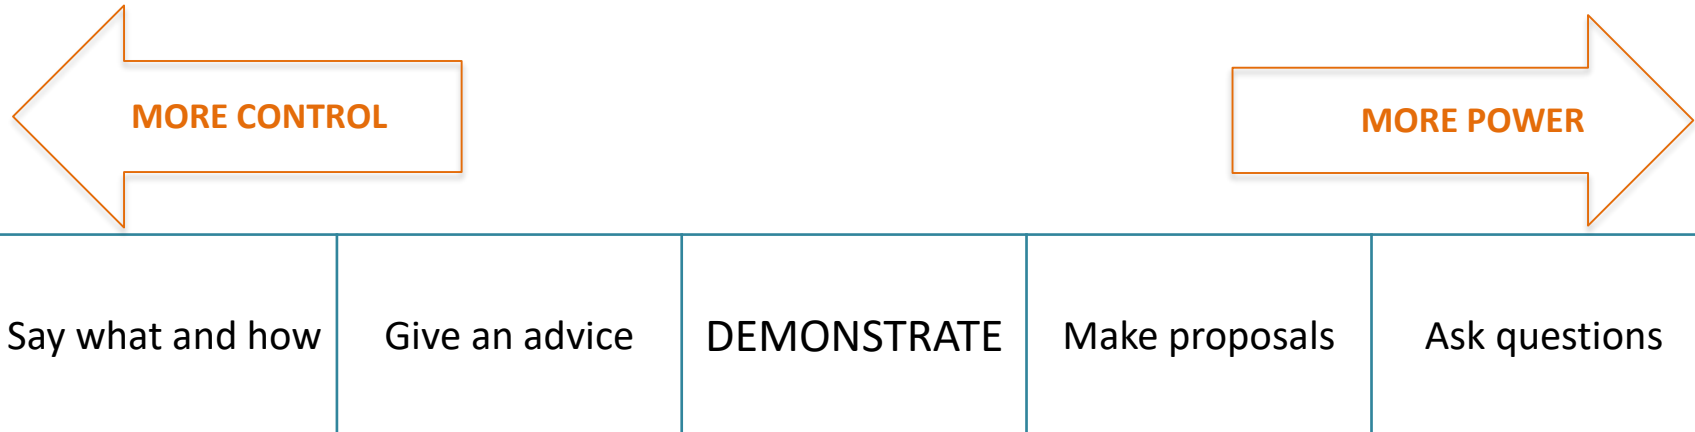 MORE CONTROL
MORE POWER
Say what and how
Give an advice
DEMONSTRATE
Make proposals
Ask questions